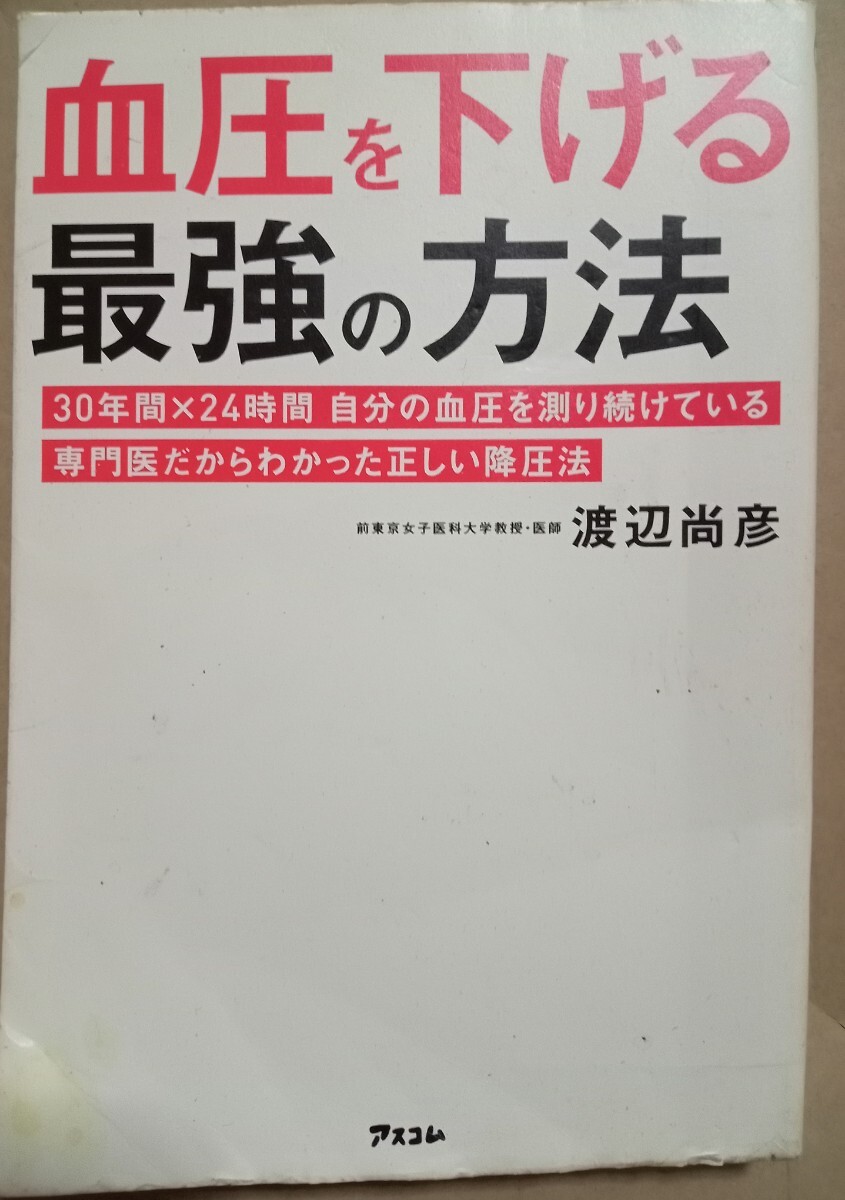 血圧を下げる
最強の方法
30年間×24時間 自分の血圧を測り続けている
専門医だからわかった正しい降圧法
前東京女子医科大学教授・医師 渡辺尚彦
アスコム